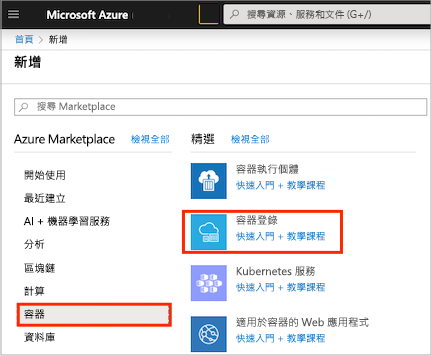 Microsoft Azure
搜尋資源、服務和文件 (G+/)
首頁 > 新增
新增
搜尋 Marketplace
Azure Marketplace 檢視全部
開始使用
最近建立
AI + 機器學習服務
分析
區塊鏈
計算
容器
資料庫
精選 檢視全部
容器執行個體
快速入門 + 教學課程
容器登錄
快速入門 + 教學課程
Kubernetes 服務
快速入門 + 教學課程
適用於容器的 Web 應用程式
快速入門 + 教學課程